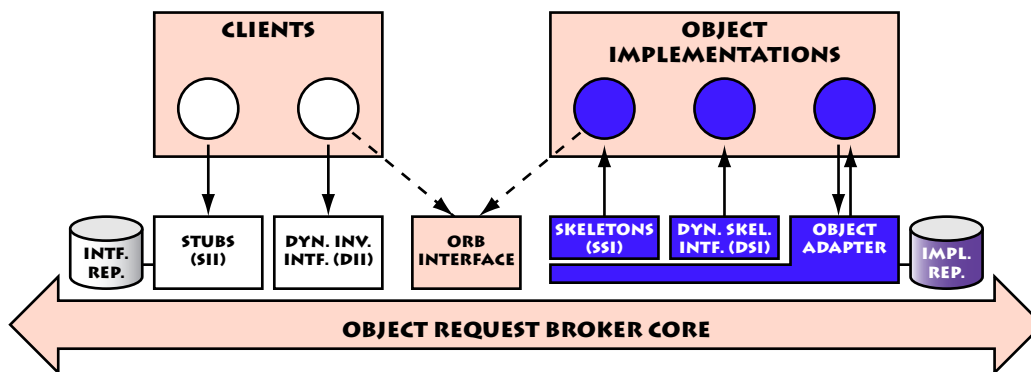 CLIENTS
OBJECT
IMPLEMENTATIONS
INTF.
REP.
STUBS
(SII)
DYN. INV.
INTF. (DII)
ORB
INTERFACE
SKELETONS
(SSI)
DYN. SKEL.
INTF. (DSI)
OBJECT
ADAPTER
IMPL.
REP.
OBJECT REQUEST BROKER CORE